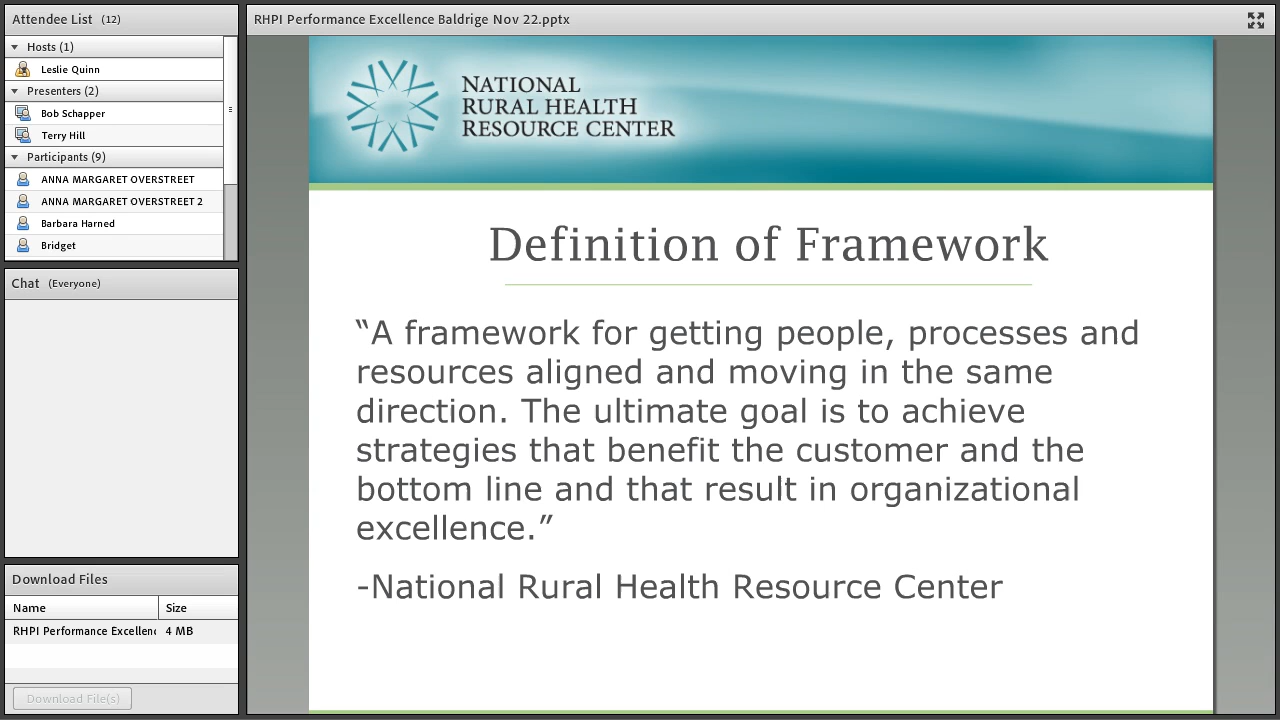 Attendee List (12)
Hosts (1)
Leslie Quinn
Presenters (2)
Bob Schapper
Terry Hill
Participants (9)
ANNA MARGARET OVERSTREET
ANNA MARGARET OVERSTREET 2
Barbara Harned
Bridget
Chat (Everyone)
Download Files
Name Size
RHPI Performance Excellenc 4 MB
Download File(s)
RHPI Performance Excellence Baldrige Nov 22.pptx
NATIONAL
RURAL HEALTH
RESOURCE CENTER
Definition of Framework
“A framework for getting people, processes and
resources aligned and moving in the same
direction. The ultimate goal is to achieve
strategies that benefit the customer and the
bottom line and that result in organizational
excellence.”
-National Rural Health Resource Center